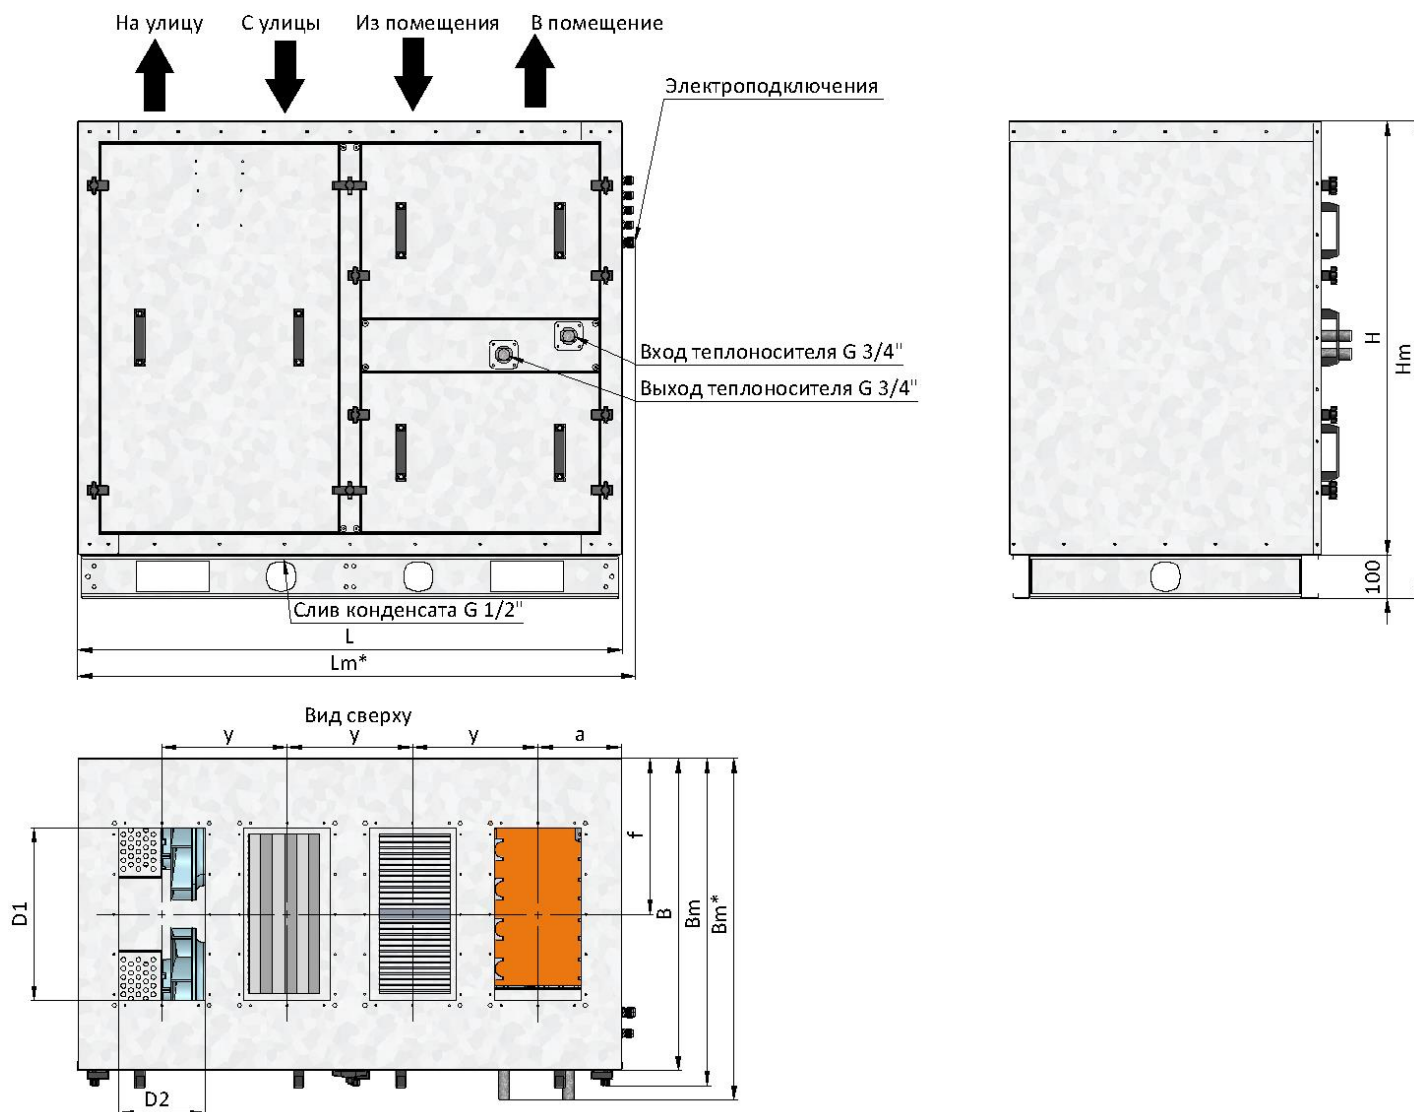 На улицу С улицы Из помещения В помещение
Электроподключения
Вход теплоносителя G 3/4"
Выход теплоносителя G 3/4"
Слив конденсата G 1/2"
L
Lm*
H
Hm
100
Вид сверху
y y y a
f
D1
B
Bm
Bm*
D2